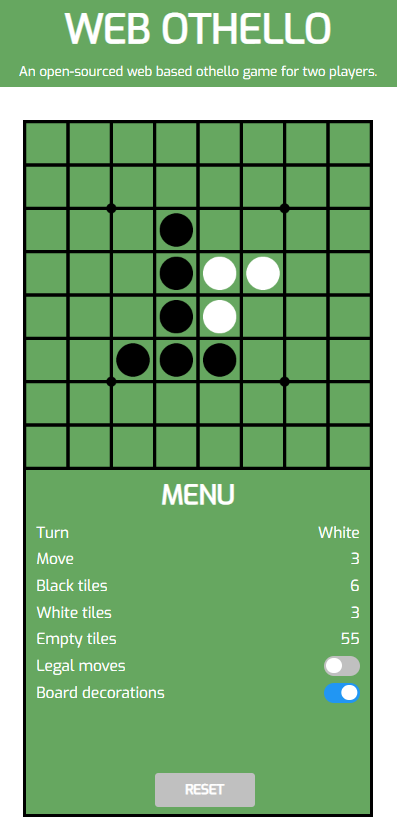 WEB OTHELLO
An open-sourced web based othello game for two players.
MENU
Turn White
Move 3
Black tiles 6
White tiles 3
Empty tiles 55
Legal moves
Board decorations
RESET